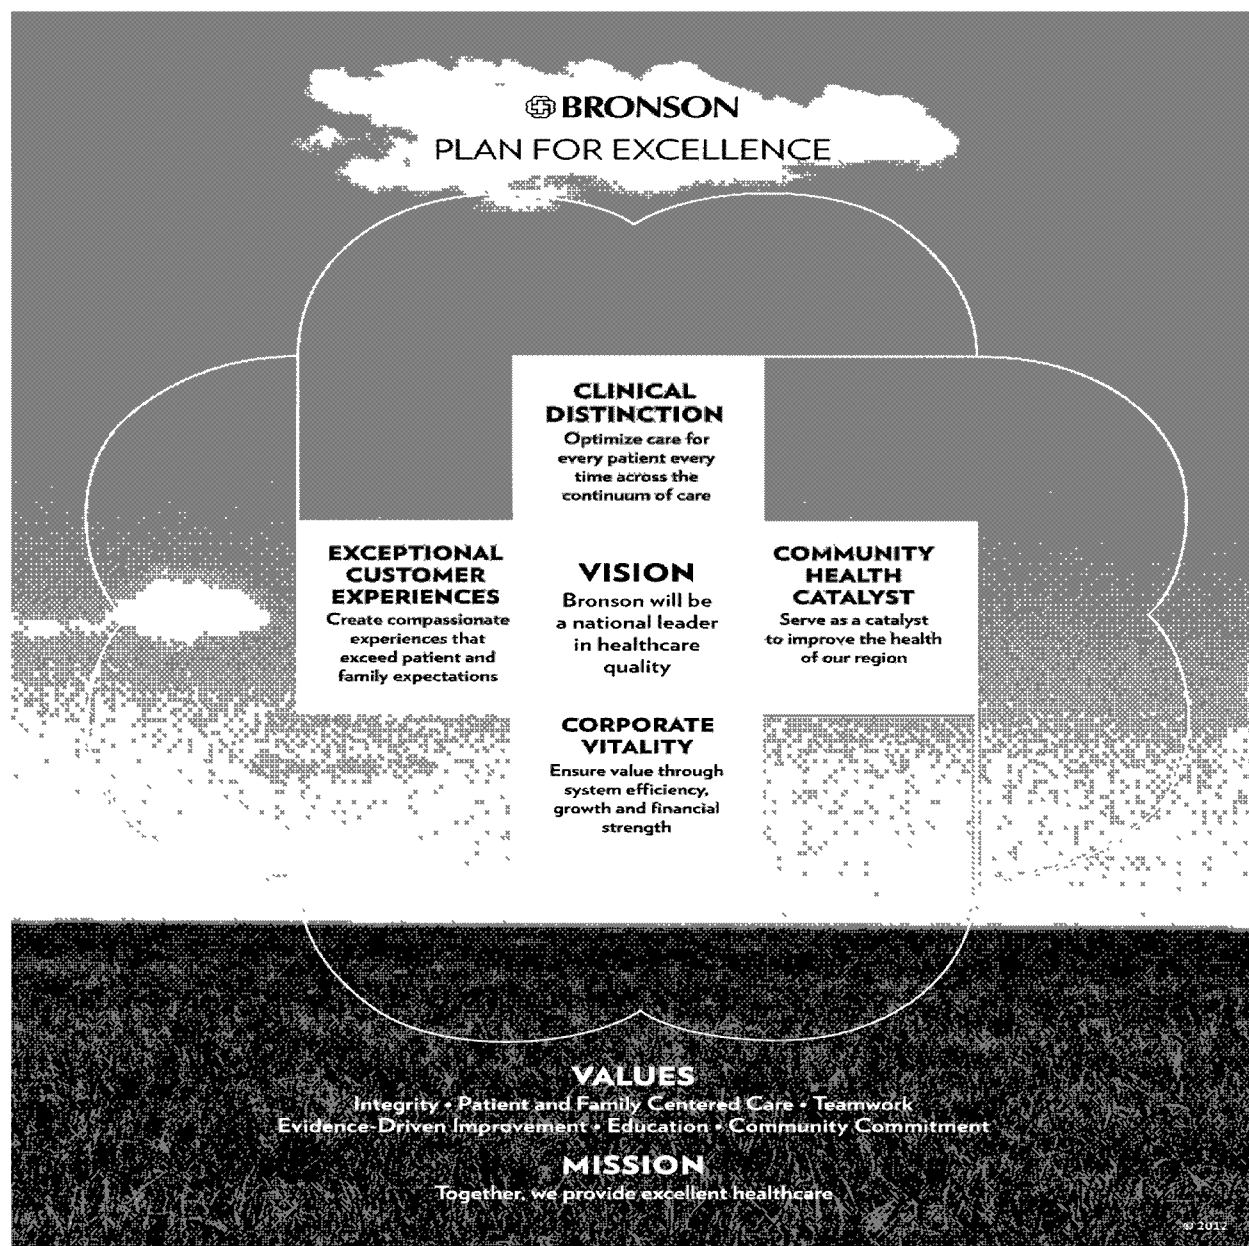 BRONSON
PLAN FOR EXCELLENCE
CLINICAL
DISTINCTION
Optimize care for
every patient every
time across the
continuum of care
EXCEPTIONAL
CUSTOMER
EXPERIENCES
Create compassionate
experiences that
exceed patient and
family expectations
VISION
Bronson will be
a national leader
in healthcare
quality
COMMUNITY
HEALTH
CATALYST
Serve as a catalyst
to improve the health
of our region
CORPORATE
VITALITY
Ensure value through
system efficiency,
growth and financial
strength
VALUES
Integrity • Patient and Family Centered Care • Teamwork
Evidence-Driven Improvement • Education • Community Commitment
MISSION
Together, we provide excellent healthcare
© 2012